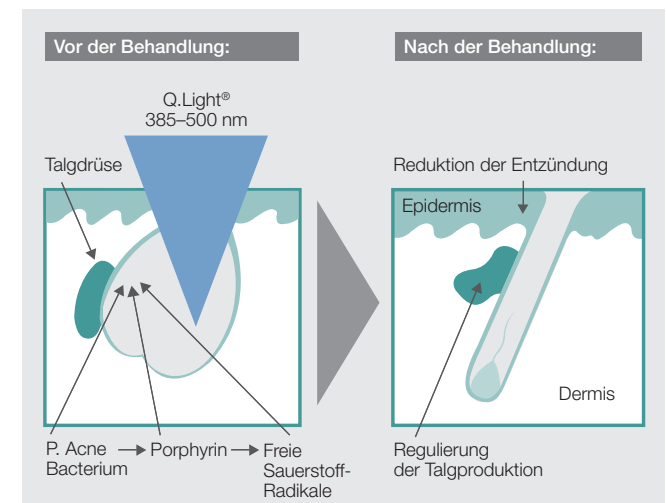 Vor der Behandlung:
Q.Light®
385–500 nm
Talgdrüse
P. Acne
Bacterium
Porphyrin
Freie
Sauerstoff-
Radikale
Nach der Behandlung:
Reduktion der Entzündung
Epidermis
Dermis
Regulierung
der Talgproduktion